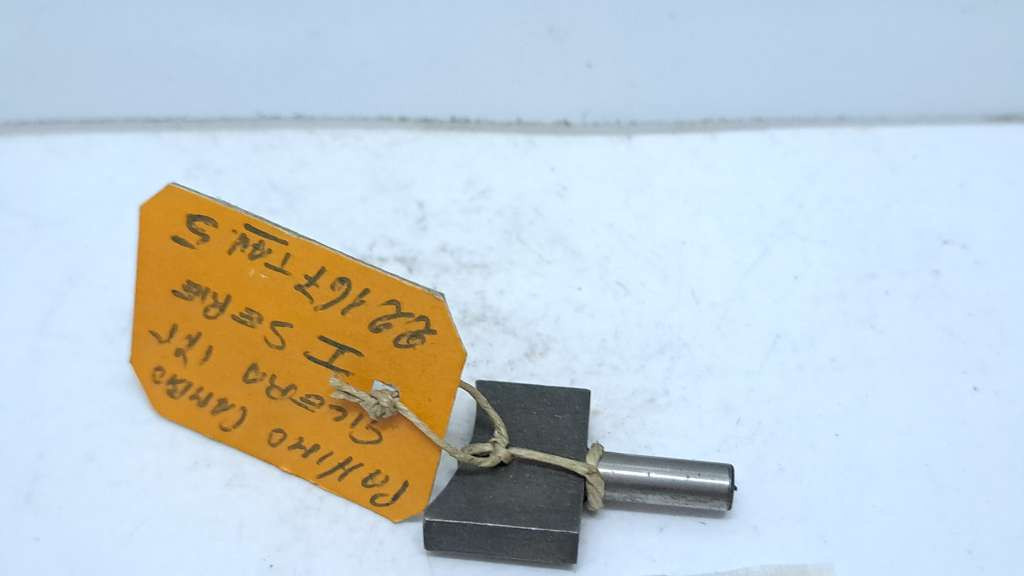 PATTINO CAMBIO
GILERA 125
I SERIE
22167 TAV. 5